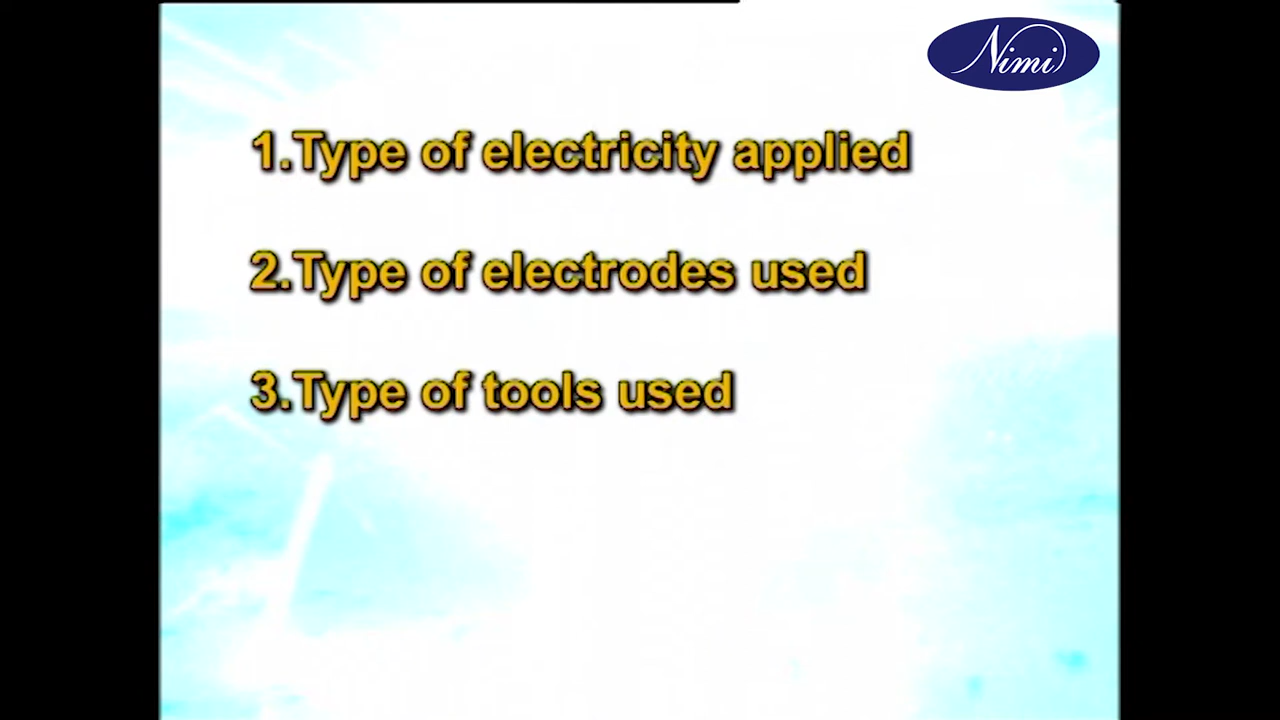 Nimi
1.Type of electricity applied
2.Type of electrodes used
3.Type of tools used